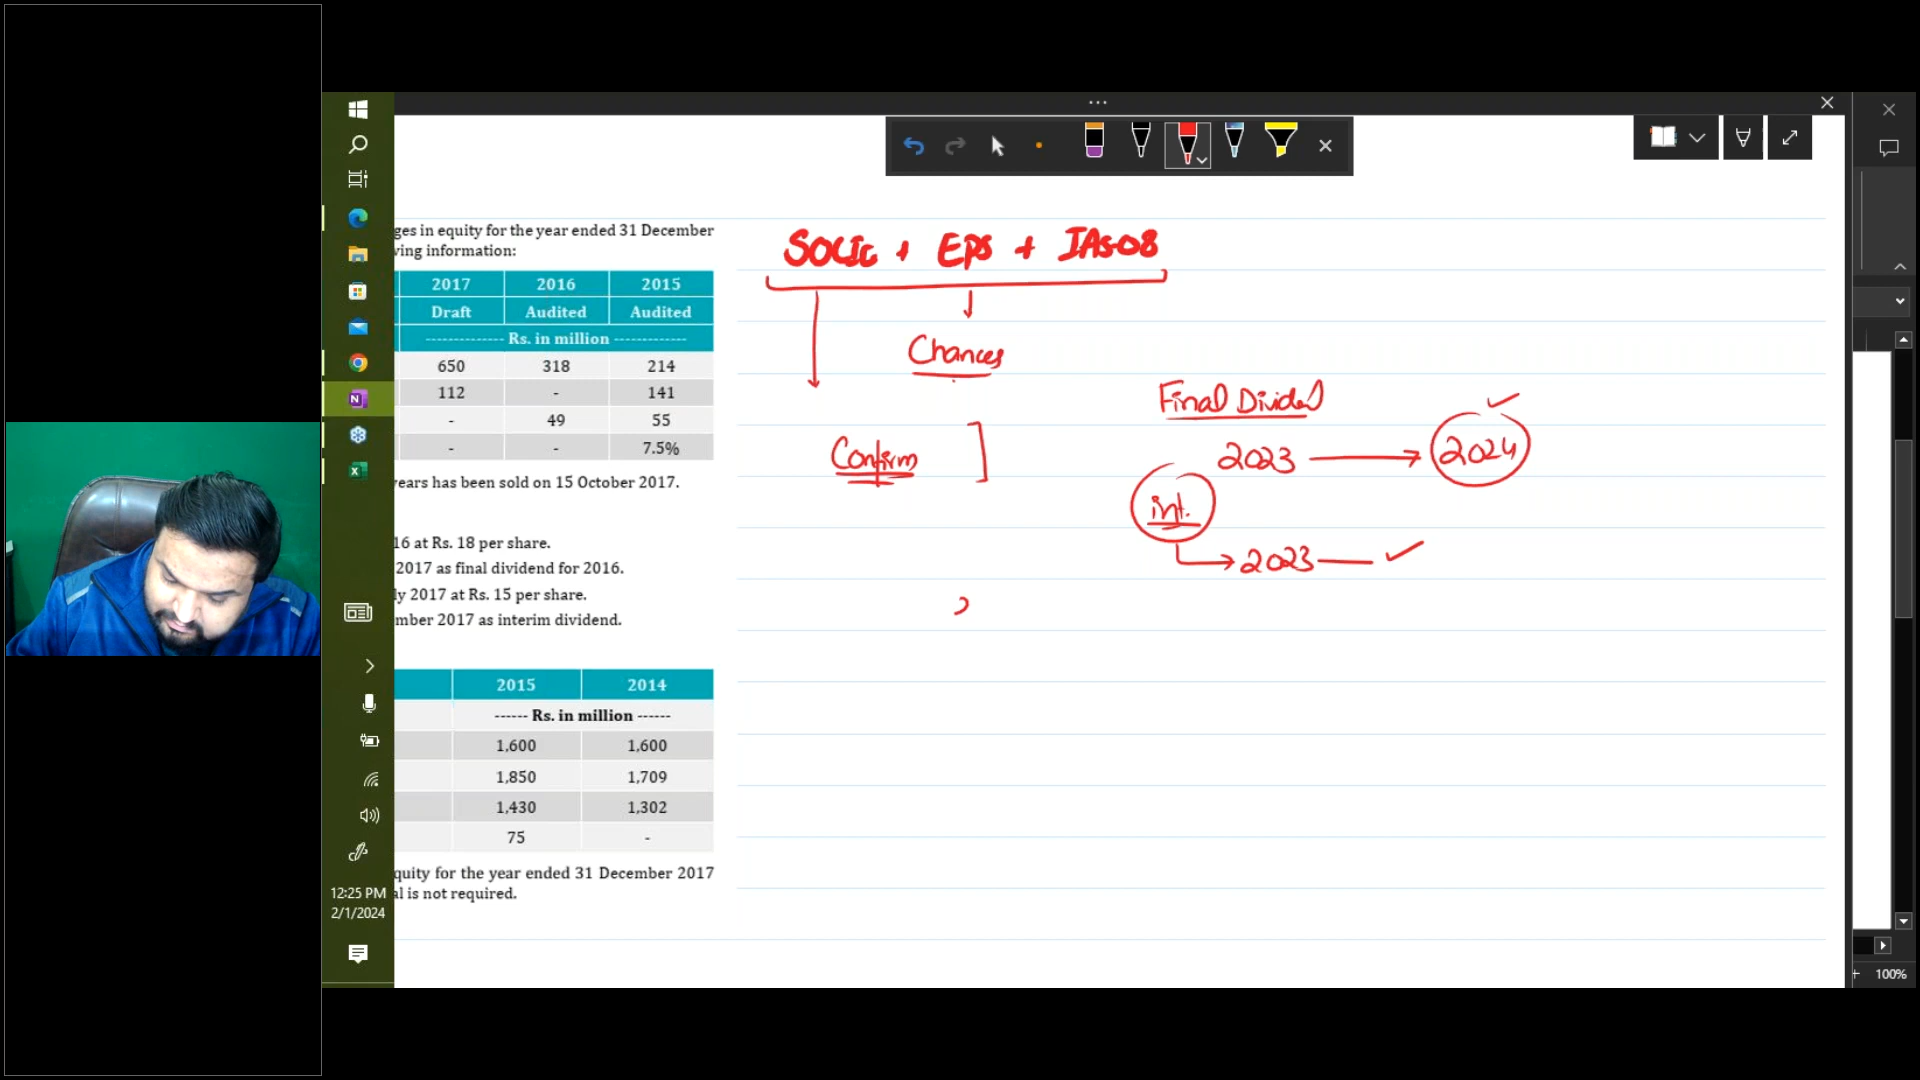 ges in equity for the year ended 31 December
ving information:
2017 2016 2015
Draft Audited Audited
-------------- Rs. in million -------------
650 318 214
112 - 141
- 49 55
- - 7.5%
years has been sold on 15 October 2017.
16 at Rs. 18 per share.
2017 as final dividend for 2016.
ly 2017 at Rs. 15 per share.
mber 2017 as interim dividend.
2015 2014
------ Rs. in million ------
1,600 1,600
1,850 1,709
1,430 1,302
75 -
quity for the year ended 31 December 2017
al is not required.
SOCIE + EPS + IAS08
Chances
Confirm ]
Final Dividend
2023 → 2024 ✓
int.
→ 2023 — ✓
12:25 PM
2/1/2024
100%